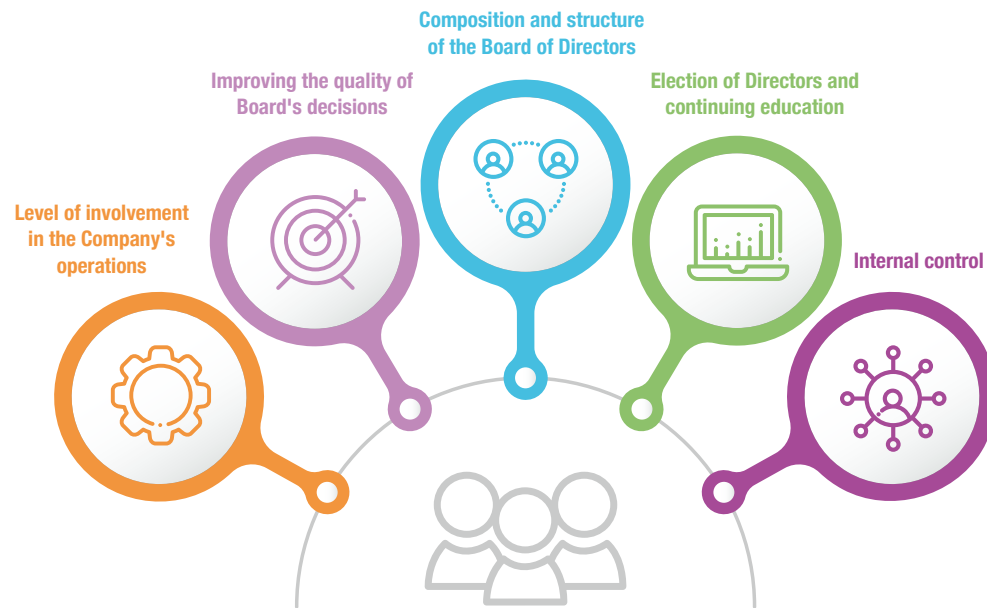 Composition and structure
of the Board of Directors
Improving the quality of
Board's decisions
Election of Directors and
continuing education
Level of involvement
in the Company's
operations
Internal control